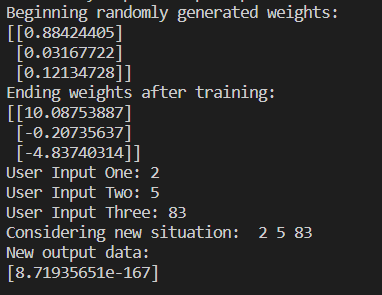 Beginning randomly generated weights:
[[0.88424405]
[0.03167722]
[0.12134728]]
Ending weights after training:
[[10.08753887]
[-0.20735637]
[-4.83740314]]
User Input One: 2
User Input Two: 5
User Input Three: 83
Considering new situation:  2 5 83
New output data:
[8.71935651e-167]